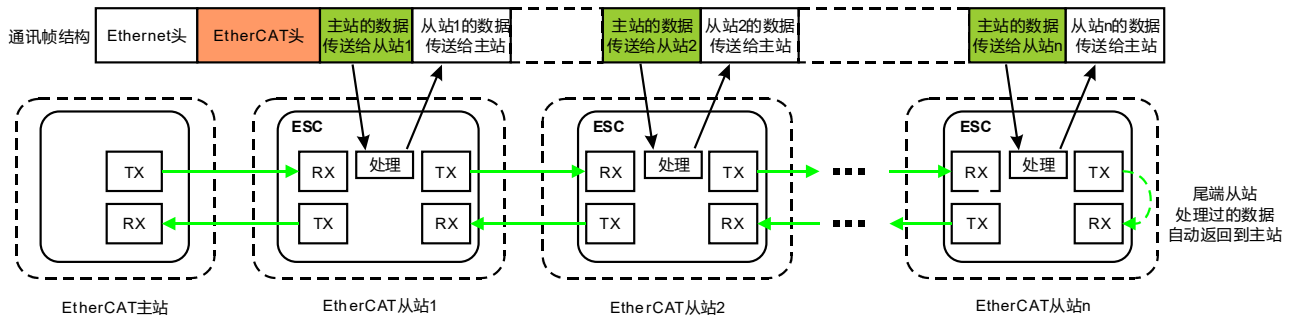 通讯帧结构
Ethernet头
EtherCAT头
主站的数据
传送给从站1
从站1的数据
传送给主站
主站的数据
传送给从站2
从站2的数据
传送给主站
主站的数据
传送给从站n
从站n的数据
传送给主站
TX
RX
ESC
RX
处理
TX
TX
RX
ESC
RX
处理
TX
TX
RX
ESC
RX
处理
TX
TX
RX
尾端从站
处理过的数据
自动返回到主站
EtherCAT主站
EtherCAT从站1
EtherCAT从站2
EtherCAT从站n